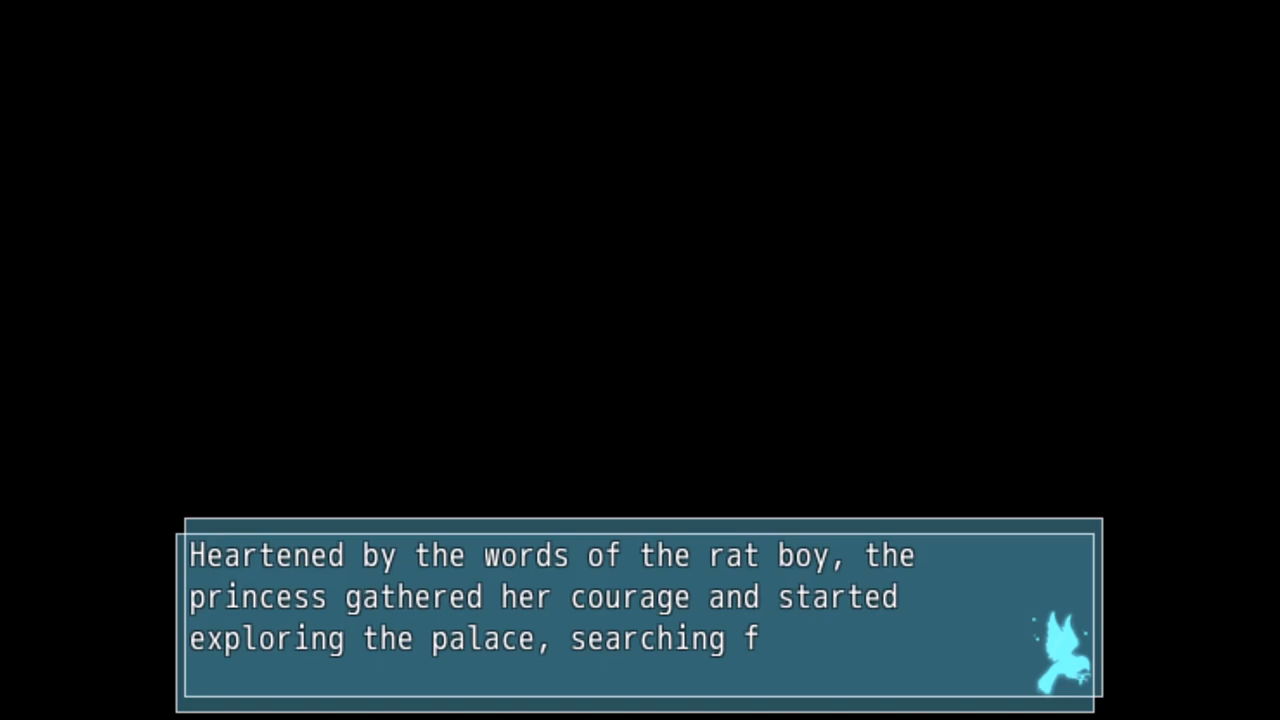 Heartened by the words of the rat boy, the
princess gathered her courage and started
exploring the palace, searching f